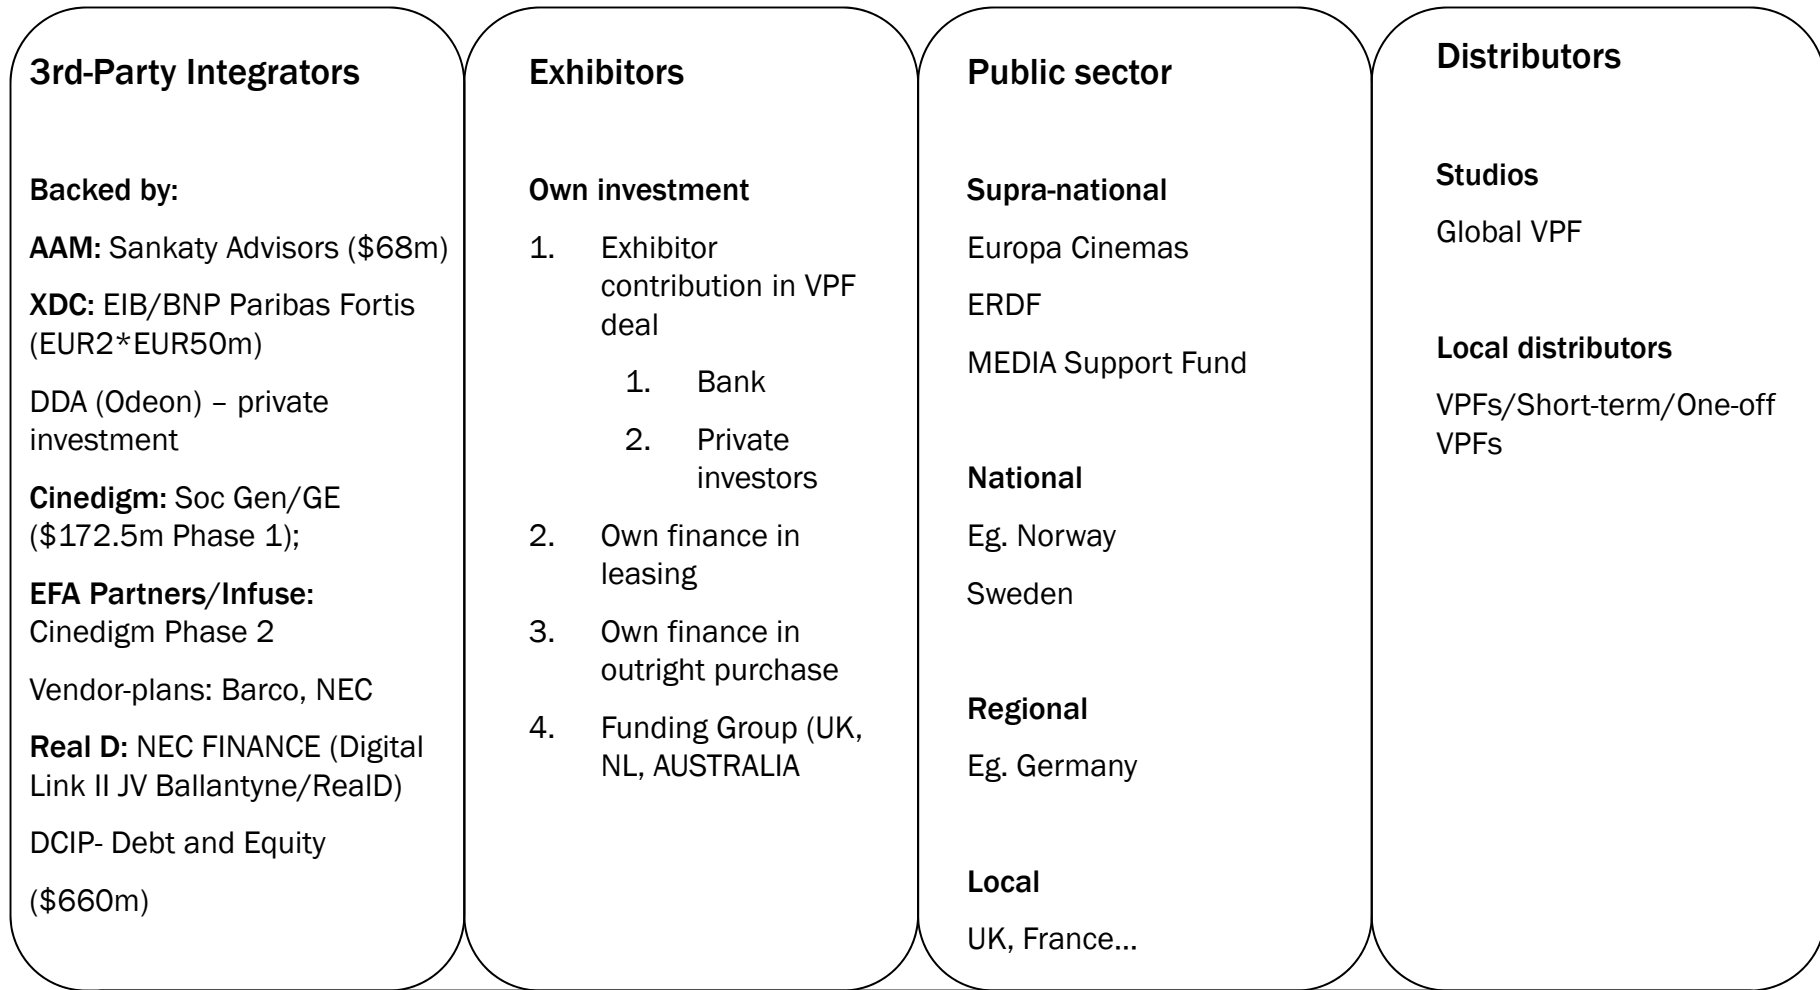 3rd-Party Integrators
Backed by:
AAM: Sankaty Advisors ($68m)
XDC: EIB/BNP Paribas Fortis
(EUR2*EUR50m)
DDA (Odeon) – private
investment
Cinedigm: Soc Gen/GE
($172.5m Phase 1);
EFA Partners/Infuse:
Cinedigm Phase 2
Vendor-plans: Barco, NEC
Real D: NEC FINANCE (Digital
Link II JV Ballantyne/RealD)
DCIP- Debt and Equity
($660m)
Exhibitors
Own investment
1. Exhibitor
contribution in VPF
deal
1. Bank
2. Private
investors
2. Own finance in
leasing
3. Own finance in
outright purchase
4. Funding Group (UK,
NL, AUSTRALIA
Public sector
Supra-national
Europa Cinemas
ERDF
MEDIA Support Fund
National
Eg. Norway
Sweden
Regional
Eg. Germany
Local
UK, France...
Distributors
Studios
Global VPF
Local distributors
VPFs/Short-term/One-off
VPFs